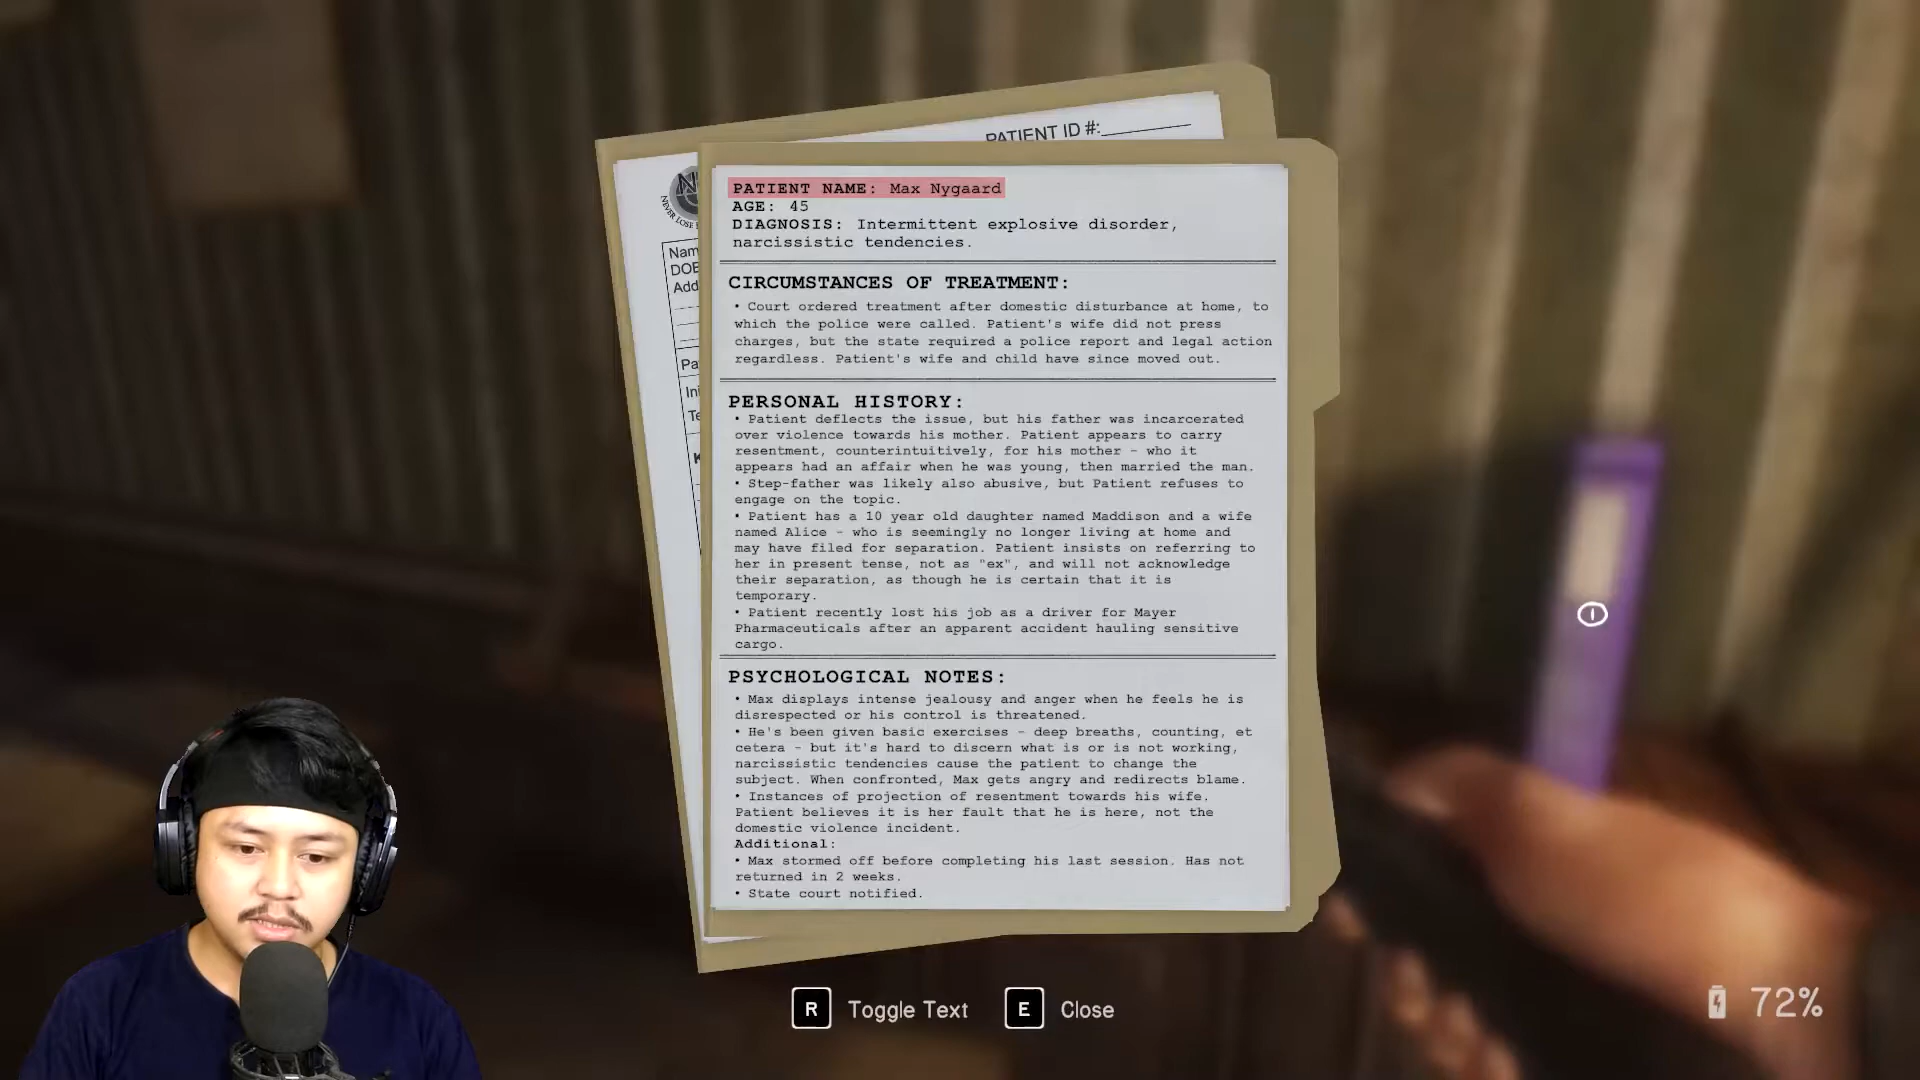 PATIENT ID #:
PATIENT NAME: Max Nygaard
AGE: 45
DIAGNOSIS: Intermittent explosive disorder,
narcissistic tendencies.
CIRCUMSTANCES OF TREATMENT:
• Court ordered treatment after domestic disturbance at home, to
which the police were called. Patient's wife did not press
charges, but the state required a police report and legal action
regardless. Patient's wife and child have since moved out.
PERSONAL HISTORY:
• Patient deflects the issue, but his father was incarcerated
over violence towards his mother. Patient appears to carry
resentment, counterintuitively, for his mother – who it
appears had an affair when he was young, then married the man.
• Step-father was likely also abusive, but Patient refuses to
engage on the topic.
• Patient has a 10 year old daughter named Maddison and a wife
named Alice – who is seemingly no longer living at home and
may have filed for separation. Patient insists on referring to
her in present tense, not as "ex", and will not acknowledge
their separation, as though he is certain that it is
temporary.
• Patient recently lost his job as a driver for Mayer
Pharmaceuticals after an apparent accident hauling sensitive
cargo.
PSYCHOLOGICAL NOTES:
• Max displays intense jealousy and anger when he feels he is
disrespected or his control is threatened.
• He's been given basic exercises – deep breaths, counting, et
cetera – but it's hard to discern what is or is not working,
narcissistic tendencies cause the patient to change the
subject. When confronted, Max gets angry and redirects blame.
• Instances of projection of resentment towards his wife.
Patient believes it is her fault that he is here, not the
domestic violence incident.
Additional:
• Max stormed off before completing his last session. Has not
returned in 2 weeks.
• State court notified.
NEVER LOSE
Nam
DOB
Add
Pa
Ini
Te
R Toggle Text E Close
72%